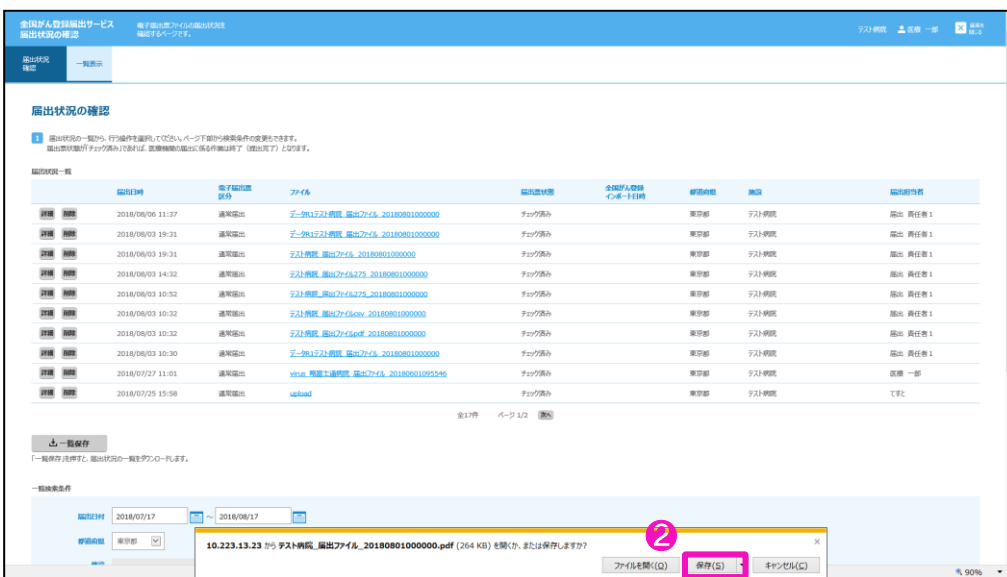 全国がん登録届出サービス
届出状況の確認
電子届出票ファイルの届出状況を
確認するページです。
テスト病院 医療 一郎
画面を
閉じる
届出状況
確認
一覧表示
届出状況の確認
1 届出状況の一覧から、行う操作を選択してください。ページ下部から検索条件の変更もできます。
届出票状態が「チェック済み」であれば、医療機関の届出に係る作業は終了（提出完了）となります。
届出状況一覧
届出日時 電子届出票区分 ファイル 届出票状態 全国がん登録インポート日時 都道府県 施設 届出担当者
詳細 削除 2018/08/06 11:37 通常届出 データR1テスト病院_届出ファイル_20180801000000 チェック済み 東京都 テスト病院 届出 責任者1
詳細 削除 2018/08/03 19:31 通常届出 データR1テスト病院_届出ファイル_20180801000000 チェック済み 東京都 テスト病院 届出 責任者1
詳細 削除 2018/08/03 19:31 通常届出 テスト病院_届出ファイル_20180801000000 チェック済み 東京都 テスト病院 届出 責任者1
詳細 削除 2018/08/03 14:32 通常届出 テスト病院_届出ファイル275_20180801000000 チェック済み 東京都 テスト病院 届出 責任者1
詳細 削除 2018/08/03 10:52 通常届出 テスト病院_届出ファイル275_20180801000000 チェック済み 東京都 テスト病院 届出 責任者1
詳細 削除 2018/08/03 10:32 通常届出 テスト病院_届出ファイルcsv_20180801000000 チェック済み 東京都 テスト病院 届出 責任者1
詳細 削除 2018/08/03 10:32 通常届出 テスト病院_届出ファイルpdf_20180801000000 チェック済み 東京都 テスト病院 届出 責任者1
詳細 削除 2018/08/03 10:30 通常届出 データR1テスト病院_届出ファイル_20180801000000 チェック済み 東京都 テスト病院 届出 責任者1
詳細 削除 2018/07/27 11:01 通常届出 virus_ 届出ファイル_20180601095546 チェック済み 東京都 テスト病院 医療 一郎
詳細 削除 2018/07/25 15:58 通常届出 upload チェック済み 東京都 テスト病院 てすと
全17件 ページ 1/2 次へ
一覧保存
「一覧保存」を押すと、届出状況の一覧をダウンロードします。
一覧検索条件
届出日付 2018/07/17 ～ 2018/08/17
都道府県 東京都
10.223.13.23 から テスト病院_届出ファイル_20180801000000.pdf (264 KB) を開くか、または保存しますか?
2
ファイルを開く(O) 保存(S) キャンセル(C)
90%